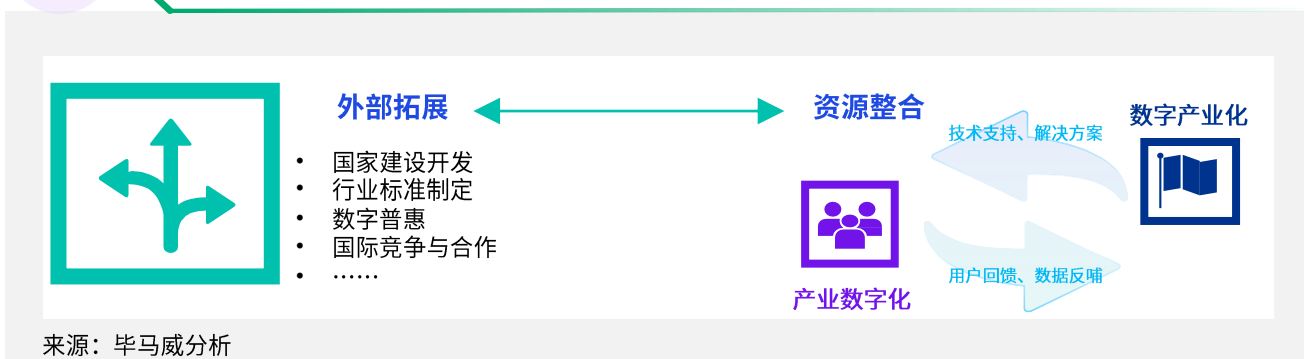 外部拓展
• 国家建设开发
• 行业标准制定
• 数字普惠
• 国际竞争与合作
• ……
资源整合
技术支持、解决方案
数字产业化
产业数字化
用户回馈、数据反哺
来源：毕马威分析